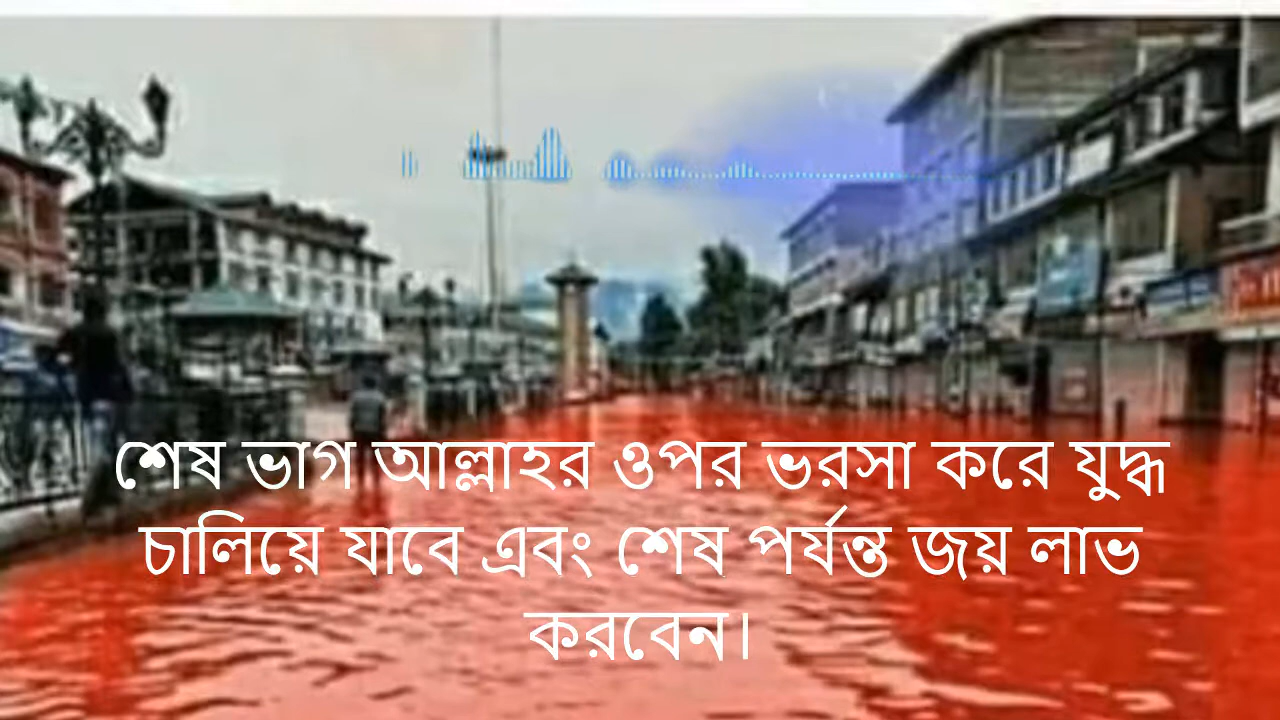 শেষ ভাগ আল্লাহর ওপর ভরসা করে যুদ্ধ
চালিয়ে যাবে এবং শেষ পর্যন্ত জয় লাভ
করবেন।